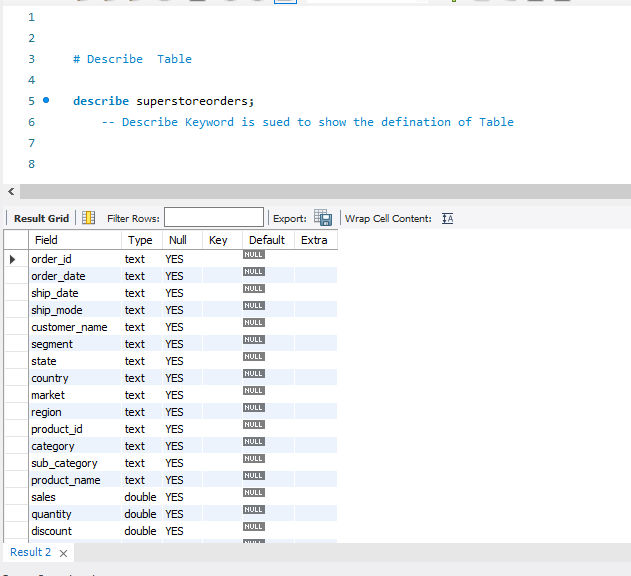 1
2
3 # Describe Table
4
5 describe superstoreorders;
6 -- Describe Keyword is sued to show the defination of Table
7
8
Result Grid Filter Rows: Export: Wrap Cell Content:
Field Type Null Key Default Extra
order_id text YES NULL
order_date text YES NULL
ship_date text YES NULL
ship_mode text YES NULL
customer_name text YES NULL
segment text YES NULL
state text YES NULL
country text YES NULL
market text YES NULL
region text YES NULL
product_id text YES NULL
category text YES NULL
sub_category text YES NULL
product_name text YES NULL
sales double YES NULL
quantity double YES NULL
discount double YES NULL
Result 2